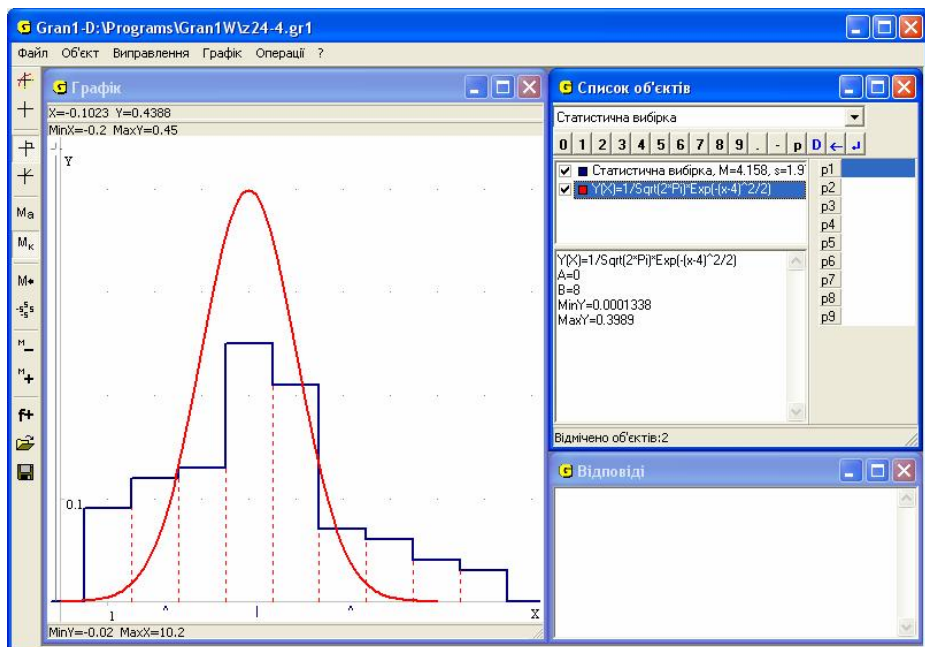 Gran1-D:\Programs\Gran1W\z24-4.gr1
Файл Об'єкт Виправлення Графік Операції ?
Графік
X=-0.1023 Y=0.4388
MinX=-0.2 MaxY=0.45
Y
0.1
1
X
MinY=-0.02 MaxX=10.2
Ma
Mк
M
-5 5 s
M
M +
f+
Список об'єктів
Статистична вибірка
0 1 2 3 4 5 6 7 8 9 . - p D
Статистична вибірка, M=4.158, s=1.9
Y(X)=1/Sqrt(2*Pi)*Exp(-(x-4)^2/2)
p1
p2
p3
p4
p5
p6
p7
p8
p9
Y(X)=1/Sqrt(2*Pi)*Exp(-(x-4)^2/2)
A=0
B=8
MinY=0.0001338
MaxY=0.3989
Відмічено об'єктів:2
Відповіді